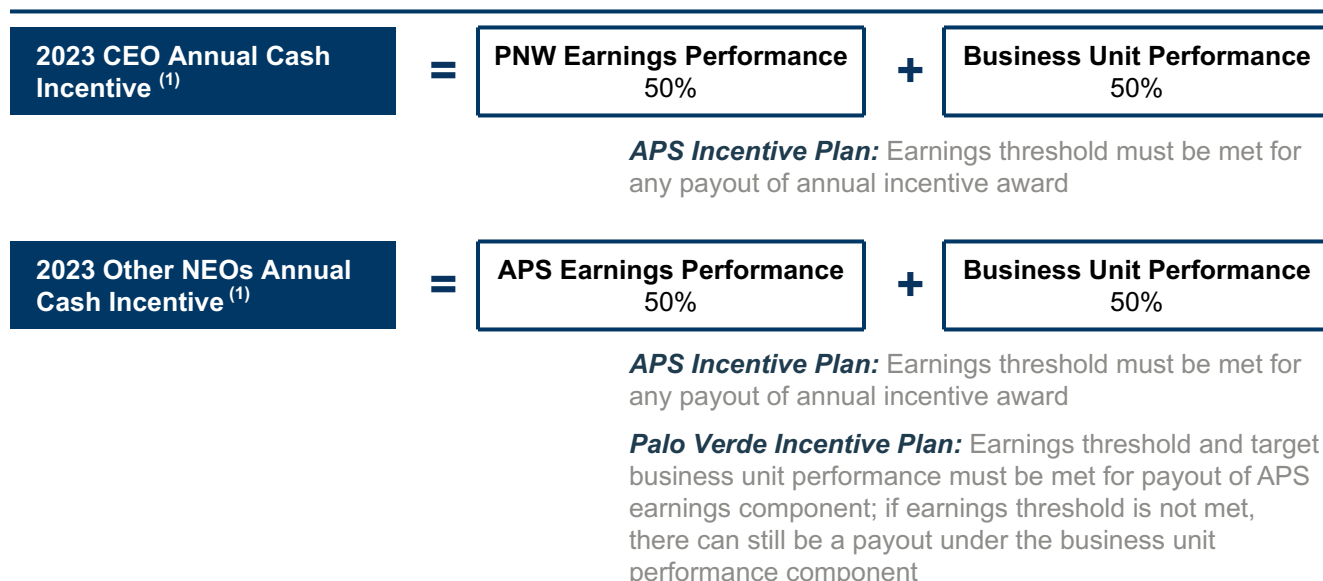 2023 CEO Annual Cash
Incentive (1)
=
PNW Earnings Performance
50%
+
Business Unit Performance
50%
APS Incentive Plan: Earnings threshold must be met for
any payout of annual incentive award
2023 Other NEOs Annual
Cash Incentive (1)
=
APS Earnings Performance
50%
+
Business Unit Performance
50%
APS Incentive Plan: Earnings threshold must be met for
any payout of annual incentive award
Palo Verde Incentive Plan: Earnings threshold and target
business unit performance must be met for payout of APS
earnings component; if earnings threshold is not met,
there can still be a payout under the business unit
performance component